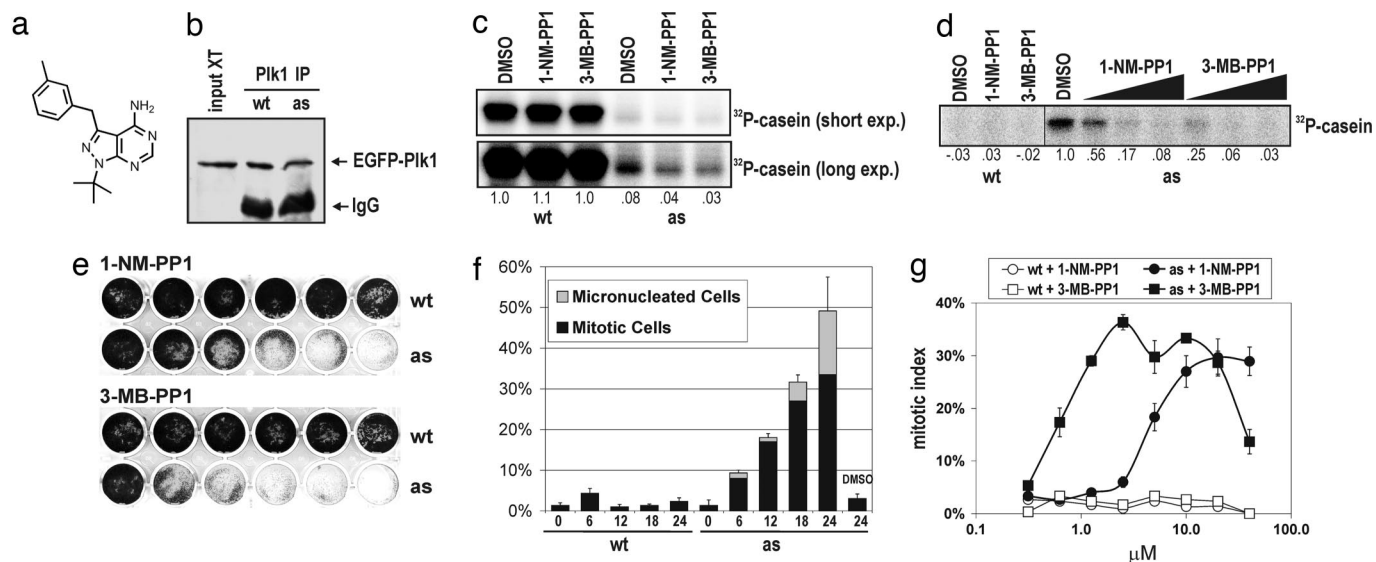 a
NH₂
N
N
N
N
b
input XT
Plk1 IP
wt as
EGFP-Plk1
IgG
c
DMSO
1-NM-PP1
3-MB-PP1
DMSO
1-NM-PP1
3-MB-PP1
³²P-casein (short exp.)
³²P-casein (long exp.)
1.0 1.1 1.0 .08 .04 .03
wt as
d
DMSO
1-NM-PP1
3-MB-PP1
DMSO
1-NM-PP1 3-MB-PP1
³²P-casein
-.03 .03 -.02 1.0 .56 .17 .08 .25 .06 .03
wt as
e
1-NM-PP1
wt
as
3-MB-PP1
wt
as
f
60%
50%
40%
30%
20%
10%
0%
Micronucleated Cells
Mitotic Cells
DMSO
0 6 12 18 24 0 6 12 18 24 24
wt as
g
wt + 1-NM-PP1 as + 1-NM-PP1
wt + 3-MB-PP1 as + 3-MB-PP1
mitotic index
40%
30%
20%
10%
0%
0.1 1.0 10.0 100.0
μM